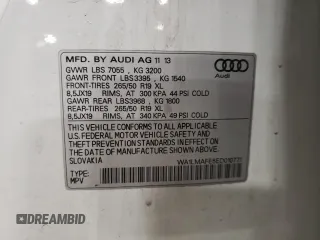 MFD. BY AUDI AG 11 13
GVWR LBS 7055 , KG 3200
GAWR FRONT LBS3395 , KG 1540
FRONT-TIRES 265/50 R19 XL
8,5JX19 RIMS, AT 300 KPA 44 PSI COLD
GAWR REAR LBS3968 , KG 1800
REAR-TIRES 265/50 R19 XL
8,5JX19 RIMS, AT 340 KPA 49 PSI COLD
Audi
THIS VEHICLE CONFORMS TO ALL APPLICABLE
U.S. FEDERAL MOTOR VEHICLE SAFETY AND
THEFT PREVENTION STANDARDS IN EFFECT ON
THE DATE OF MANUFACTURE SHOWN ABOVE.
SLOVAKIA
TYPE:
MPV
RIDESAFELY